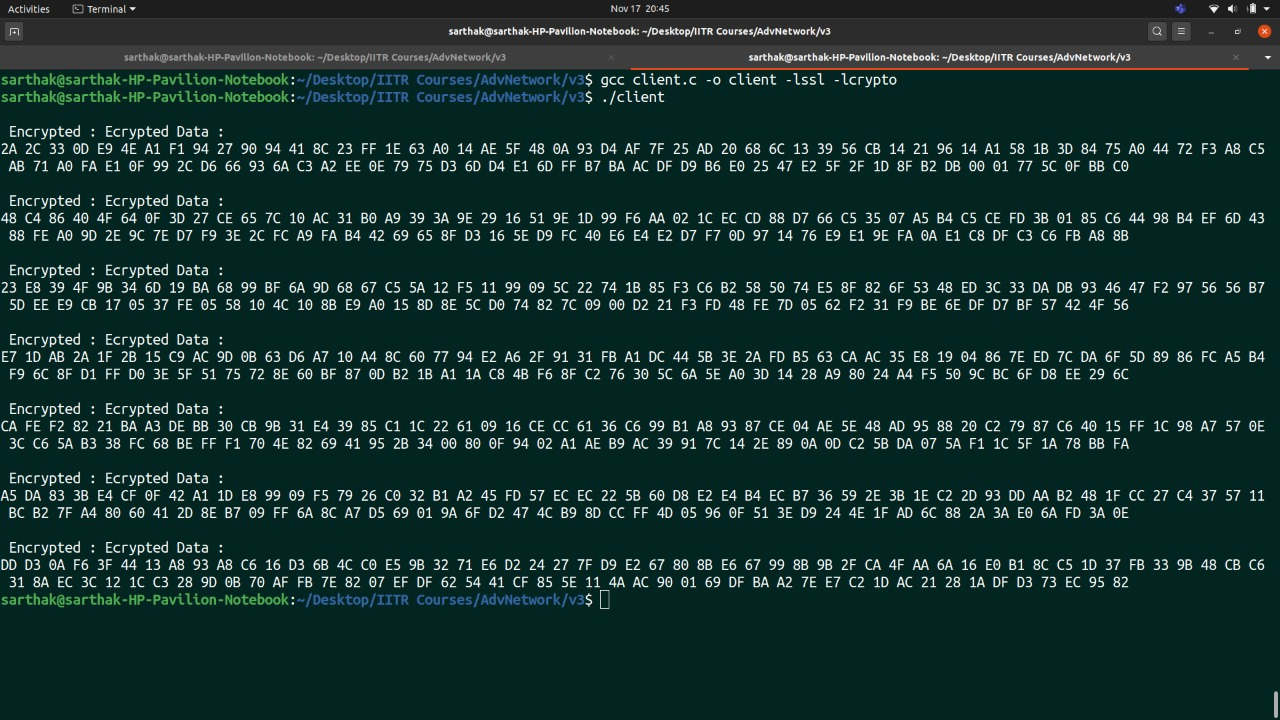 Activities Terminal Nov 17 20:45
sarthak@sarthak-HP-Pavilion-Notebook: ~/Desktop/IITR Courses/AdvNetwork/v3
sarthak@sarthak-HP-Pavilion-Notebook: ~/Desktop/IITR Courses/AdvNetwork/v3 × sarthak@sarthak-HP-Pavilion-Notebook: ~/Desktop/IITR Courses/AdvNetwork/v3 ×
sarthak@sarthak-HP-Pavilion-Notebook:~/Desktop/IITR Courses/AdvNetwork/v3$ gcc client.c -o client -lssl -lcrypto
sarthak@sarthak-HP-Pavilion-Notebook:~/Desktop/IITR Courses/AdvNetwork/v3$ ./client
Encrypted : Ecrypted Data :
2A 2C 33 0D E9 4E A1 F1 94 27 90 94 41 8C 23 FF 1E 63 A0 14 AE 5F 48 0A 93 D4 AF 7F 25 AD 20 68 6C 13 39 56 CB 14 21 96 14 A1 58 1B 3D 84 75 A0 44 72 F3 A8 C5
AB 71 A0 FA E1 0F 99 2C D6 66 93 6A C3 A2 EE 0E 79 75 D3 6D D4 E1 6D FF B7 BA AC DF D9 B6 E0 25 47 E2 5F 2F 1D 8F B2 DB 00 01 77 5C 0F BB C0
Encrypted : Ecrypted Data :
48 C4 86 40 4F 64 0F 3D 27 CE 65 7C 10 AC 31 B0 A9 39 3A 9E 29 16 51 9E 1D 99 F6 AA 02 1C EC CD 88 D7 66 C5 35 07 A5 B4 C5 CE FD 3B 01 85 C6 44 98 B4 EF 6D 43
88 FE A0 9D 2E 9C 7E D7 F9 3E 2C FC A9 FA B4 42 69 65 8F D3 16 5E D9 FC 40 E6 E4 E2 D7 F7 0D 97 14 76 E9 E1 9E FA 0A E1 C8 DF C3 C6 FB A8 8B
Encrypted : Ecrypted Data :
23 E8 39 4F 9B 34 6D 19 BA 68 99 BF 6A 9D 68 67 C5 5A 12 F5 11 99 09 5C 22 74 1B 85 F3 C6 B2 58 50 74 E5 8F 82 6F 53 48 ED 3C 33 DA DB 93 46 47 F2 97 56 56 B7
5D EE E9 CB 17 05 37 FE 05 58 10 4C 10 8B E9 A0 15 8D 8E 5C D0 74 82 7C 09 00 D2 21 F3 FD 48 FE 7D 05 62 F2 31 F9 BE 6E DF D7 BF 57 42 4F 56
Encrypted : Ecrypted Data :
E7 1D AB 2A 1F 2B 15 C9 AC 9D 0B 63 D6 A7 10 A4 8C 60 77 94 E2 A6 2F 91 31 FB A1 DC 44 5B 3E 2A FD B5 63 CA AC 35 E8 19 04 86 7E ED 7C DA 6F 5D 89 86 FC A5 B4
F9 6C 8F D1 FF D0 3E 5F 51 75 72 8E 60 BF 87 0D B2 1B A1 1A C8 4B F6 8F C2 76 30 5C 6A 5E A0 3D 14 28 A9 80 24 A4 F5 50 9C BC 6F D8 EE 29 6C
Encrypted : Ecrypted Data :
CA FE F2 82 21 BA A3 DE BB 30 CB 9B 31 E4 39 85 C1 1C 22 61 09 16 CE CC 61 36 C6 99 B1 A8 93 87 CE 04 AE 5E 48 AD 95 88 20 C2 79 87 C6 40 15 FF 1C 98 A7 57 0E
3C C6 5A B3 38 FC 68 BE FF F1 70 4E 82 69 41 95 2B 34 00 80 0F 94 02 A1 AE B9 AC 39 91 7C 14 2E 89 0A 0D C2 5B DA 07 5A F1 1C 5F 1A 78 BB FA
Encrypted : Ecrypted Data :
A5 DA 83 3B E4 CF 0F 42 A1 1D E8 99 09 F5 79 26 C0 32 B1 A2 45 FD 57 EC EC 22 5B 60 D8 E2 E4 B4 EC B7 36 59 2E 3B 1E C2 2D 93 DD AA B2 48 1F CC 27 C4 37 57 11
BC B2 7F A4 80 60 41 2D 8E B7 09 FF 6A 8C A7 D5 69 01 9A 6F D2 47 4C B9 8D CC FF 4D 05 96 0F 51 3E D9 24 4E 1F AD 6C 88 2A 3A E0 6A FD 3A 0E
Encrypted : Ecrypted Data :
DD D3 0A F6 3F 44 13 A8 93 A8 C6 16 D3 6B 4C C0 E5 9B 32 71 E6 D2 24 27 7F D9 E2 67 80 8B E6 67 99 8B 9B 2F CA 4F AA 6A 16 E0 B1 8C C5 1D 37 FB 33 9B 48 CB C6
31 8A EC 3C 12 1C C3 28 9D 0B 70 AF FB 7E 82 07 EF DF 62 54 41 CF 85 5E 11 4A AC 90 01 69 DF BA A2 7E E7 C2 1D AC 21 28 1A DF D3 73 EC 95 82
sarthak@sarthak-HP-Pavilion-Notebook:~/Desktop/IITR Courses/AdvNetwork/v3$